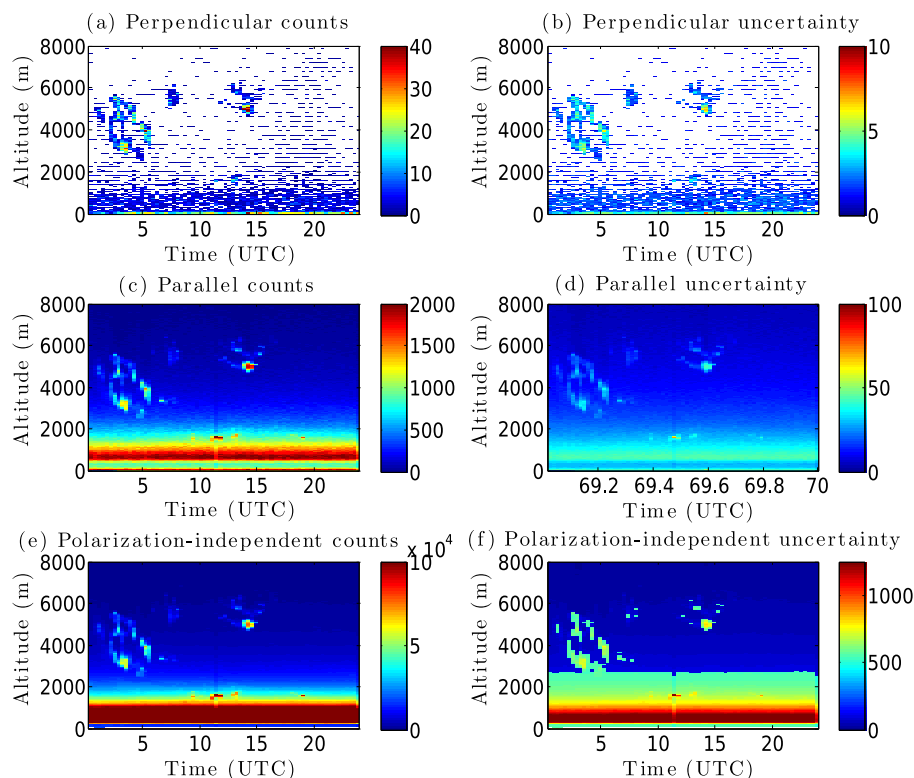 (a) Perpendicular counts
(b) Perpendicular uncertainty
Altitude (m)
8000
6000
4000
2000
0
5 10 15 20
Time (UTC)
40
30
20
10
0
Altitude (m)
8000
6000
4000
2000
0
5 10 15 20
Time (UTC)
10
5
0
(c) Parallel counts
(d) Parallel uncertainty
Altitude (m)
8000
6000
4000
2000
0
5 10 15 20
Time (UTC)
2000
1500
1000
500
0
Altitude (m)
8000
6000
4000
2000
0
69.2 69.4 69.6 69.8 70
Time (UTC)
100
50
0
(e) Polarization-independent counts
(f) Polarization-independent uncertainty
Altitude (m)
8000
6000
4000
2000
0
5 10 15 20
Time (UTC)
x 10^4
10
5
0
Altitude (m)
8000
6000
4000
2000
0
5 10 15 20
Time (UTC)
1000
500
0